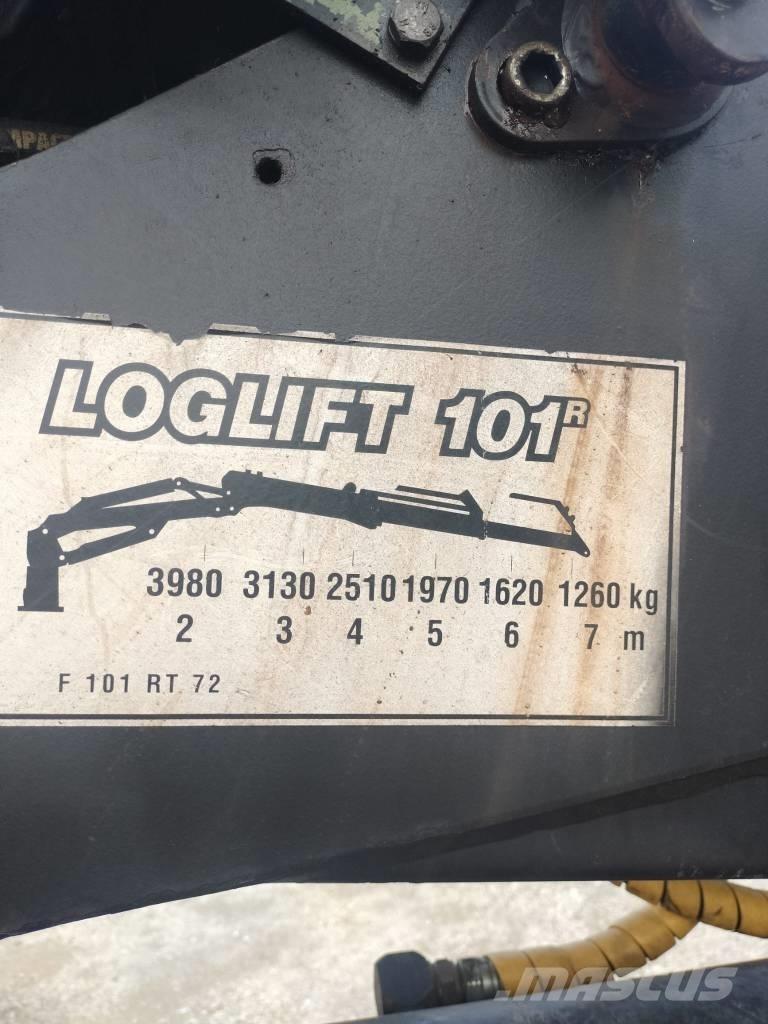 LOGLIFT 101R
3980 3130 2510 1970 1620 1260 kg
2 3 4 5 6 7 m
F 101 RT 72
MASCUS